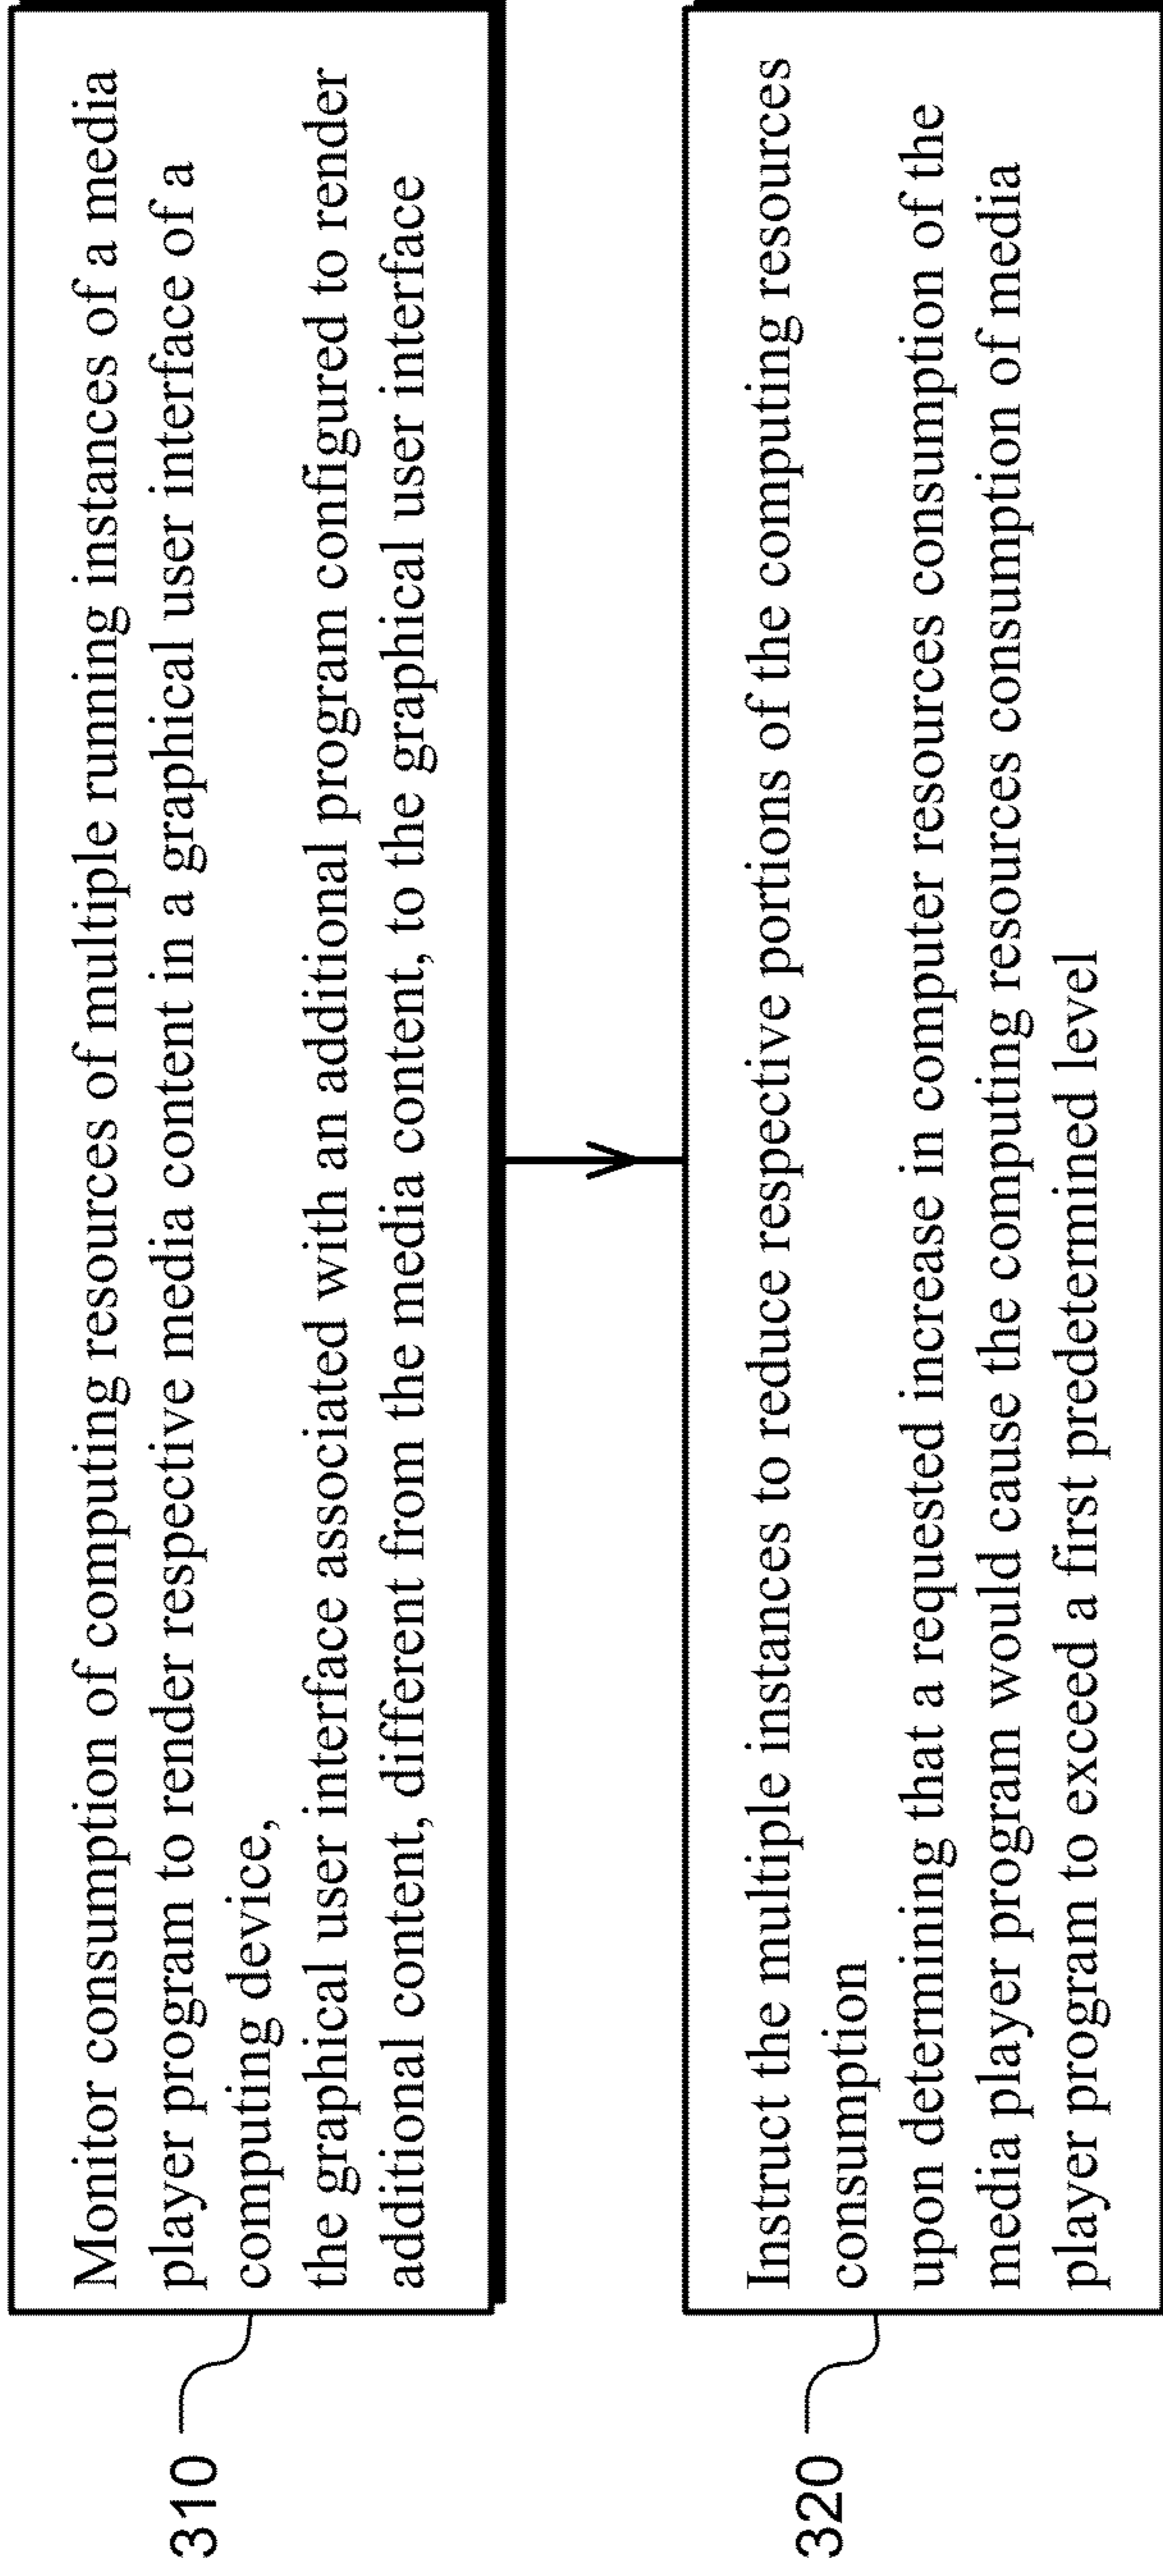 Monitor consumption of computing resources of multiple running instances of a media
player program to render respective media content in a graphical user interface of a
computing device,
the graphical user interface associated with an additional program configured to render
additional content, different from the media content, to the graphical user interface
310
Instruct the multiple instances to reduce respective portions of the computing resources
consumption
upon determining that a requested increase in computer resources consumption of the
media player program would cause the computing resources consumption of media
player program to exceed a first predetermined level
320